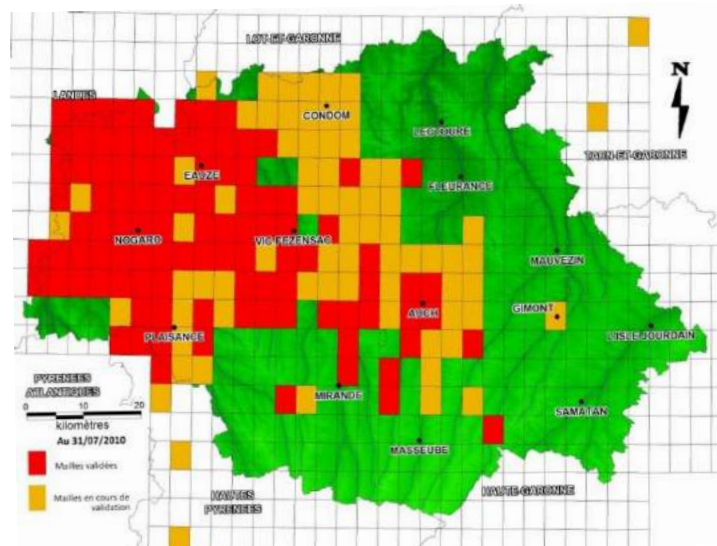 LOT-ET-GARONNE
N
LANDES
CONDOM
LECTOURE
TARN-ET-GARONNE
EAUZE
FLEURANCE
NOGARO
VIC-FEZENSAC
MAUVEZIN
AUCH
GIMONT
PLAISANCE
L'ISLE JOURDAIN
PYRENEES
ATLANTIQUES
MIRANDE
SAMATAN
0 10 20
kilomètres
Au 31/07/2010
MASSEUBE
Mailles validées
Mailles en cours de
validation
HAUTES
PYRENEES
HAUTE-GARONNE